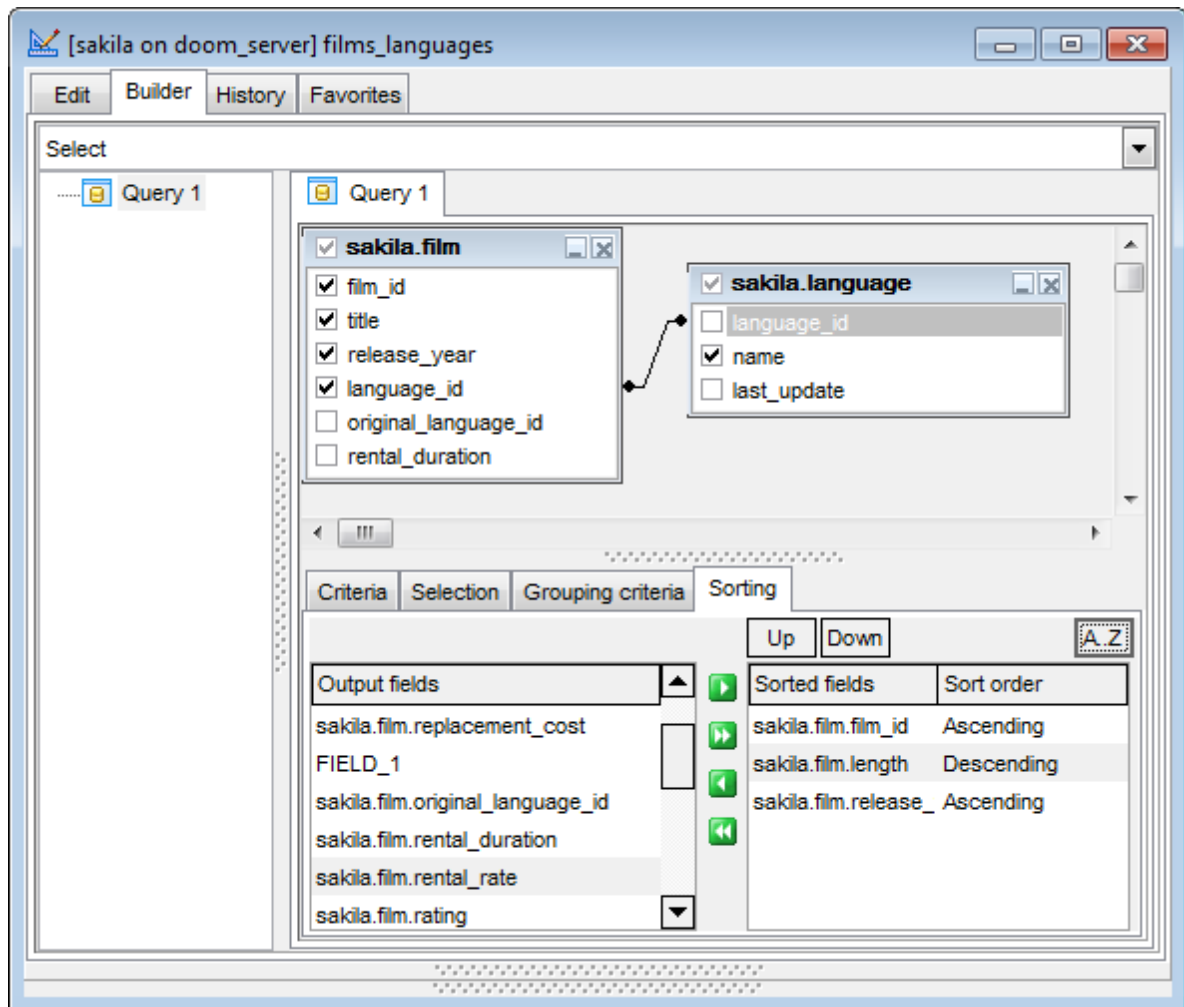 [sakila on doom_server] films_languages
Edit Builder History Favorites
Select
Query 1
Query 1
sakila.film
film_id
title
release_year
language_id
original_language_id
rental_duration
sakila.language
language_id
name
last_update
Criteria Selection Grouping criteria Sorting
Up Down A..Z
Output fields
sakila.film.replacement_cost
FIELD_1
sakila.film.original_language_id
sakila.film.rental_duration
sakila.film.rental_rate
sakila.film.rating
Sorted fields Sort order
sakila.film.film_id Ascending
sakila.film.length Descending
sakila.film.release_ Ascending